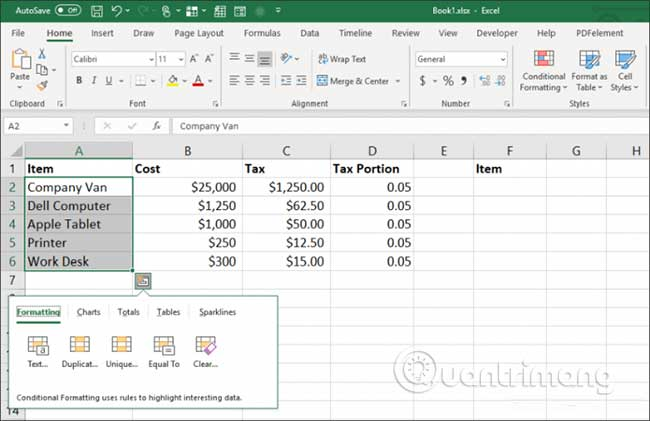 AutoSave Off Book1.xlsx - Excel
File Home Insert Draw Page Layout Formulas Data Timeline Review View Developer Help PDFelement
Paste
Clipboard
Calibri 11
B I U
Font
Wrap Text
Merge & Center
Alignment
General
$ % ,
Number
Conditional Formatting
Format as Table
Cell Styles
Styles
A2 fx Company Van
A B C D E F G H
1 Item Cost Tax Tax Portion Item
2 Company Van $25,000 $1,250.00 0.05
3 Dell Computer $1,250 $62.50 0.05
4 Apple Tablet $1,000 $50.00 0.05
5 Printer $250 $12.50 0.05
6 Work Desk $300 $15.00 0.05
7
Formatting Charts Totals Tables Sparklines
Text... Duplicat... Unique... Equal To Clear...
Conditional Formatting uses rules to highlight interesting data.
14
Quantrimang